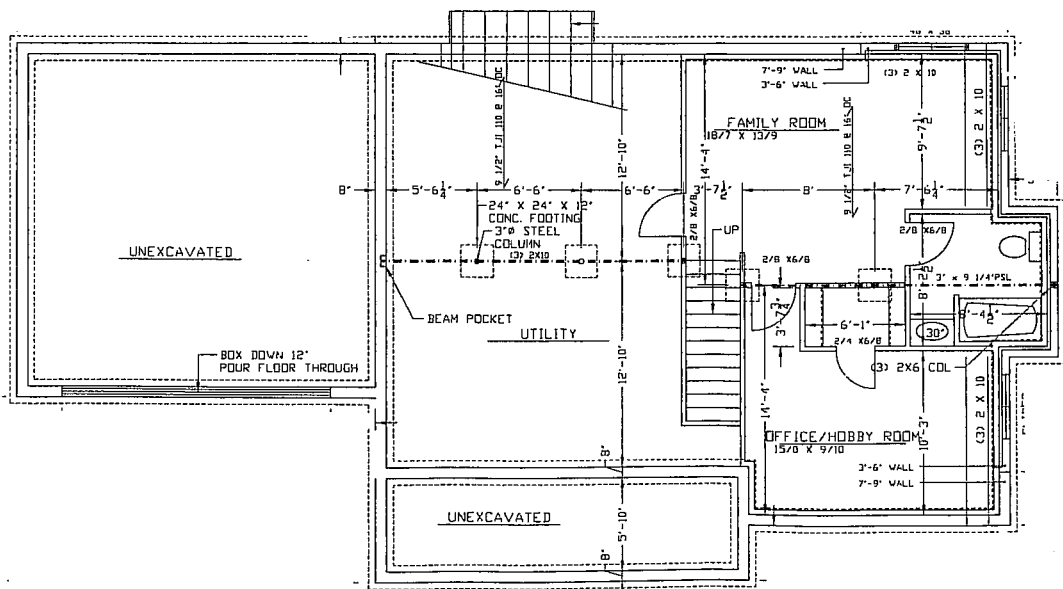 7'-9" WALL
3'-6" WALL
(3) 2 X 10
FAMILY ROOM
18/7 X 13/9
9 1/2" TJI 110 @ 16" OC
9 1/2" TJI 110 @ 16" OC
12'-10"
14'-4"
9'-7 1/2"
(3) 2 X 10
8"
5'-6 1/4"
6'-6"
6'-6"
3'-7 1/2"
8'
7'-6 1/4"
24" X 24" X 12"
CONC. FOOTING
3"Ø STEEL
COLUMN
(3) 2X10
2/8 X6/8
UP
2/8 X6/8
2/8 X6/8
UNEXCAVATED
8'-2 1/2"
3" x 9 1/4"PSL
BEAM POCKET
UTILITY
3'-7 1/4"
6'-1"
2/4 X6/8
30"
BOX DOWN 12"
POUR FLOOR THROUGH
12'-10"
(3) 2X6 COL
(3) 2 X 10
14'-4"
OFFICE/HOBBY ROOM
15/0 X 9/10
10'-3"
8"
3'-6" WALL
7'-9" WALL
UNEXCAVATED
5'-10"
8"